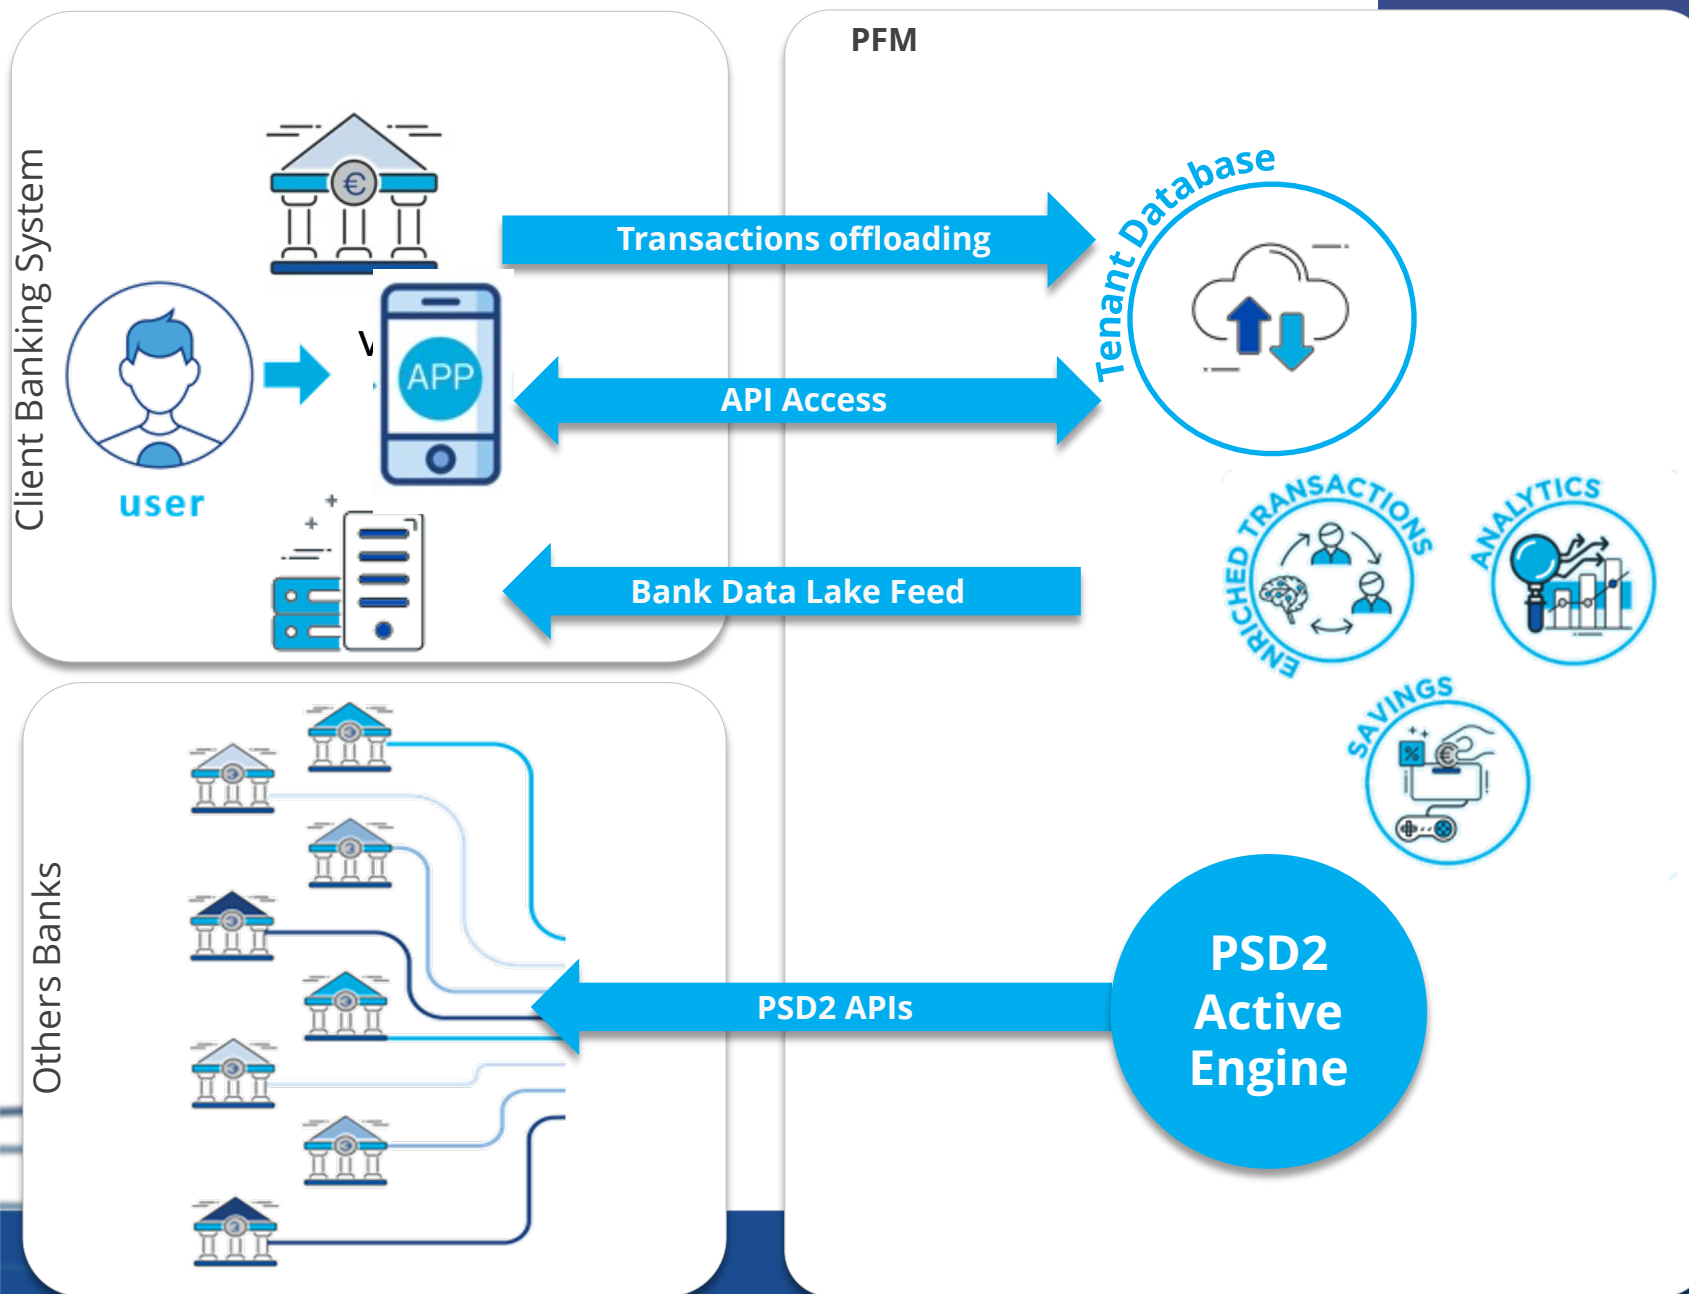 PFM
Client Banking System
€
Transactions offloading
Tenant Database
APP
API Access
user
Bank Data Lake Feed
ENRICHED TRANSACTIONS
ANALYTICS
SAVINGS
%
€
Others Banks
PSD2 APIs
PSD2
Active
Engine